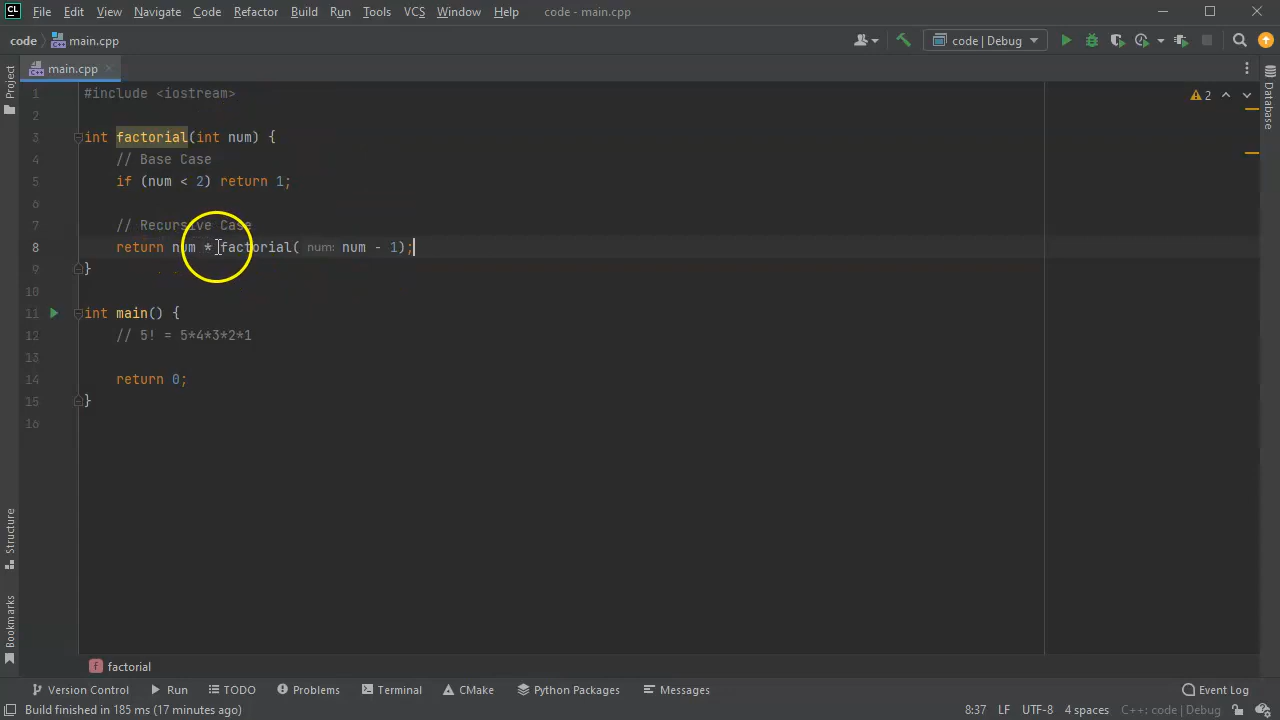 CL File Edit View Navigate Code Refactor Build Run Tools VCS Window Help code - main.cpp
code main.cpp code | Debug
Project main.cpp Database
1 #include <iostream> 2
2
3 int factorial(int num) {
4 // Base Case
5 if (num < 2) return 1;
6
7 // Recursive Case
8 return num * factorial( num: num - 1);
9 }
10
11 int main() {
12 // 5! = 5*4*3*2*1
13
14 return 0;
15 }
16
Structure
Bookmarks
f factorial
Version Control Run TODO Problems Terminal CMake Python Packages Messages Event Log
Build finished in 185 ms (17 minutes ago) 8:37 LF UTF-8 4 spaces C++: code | Debug